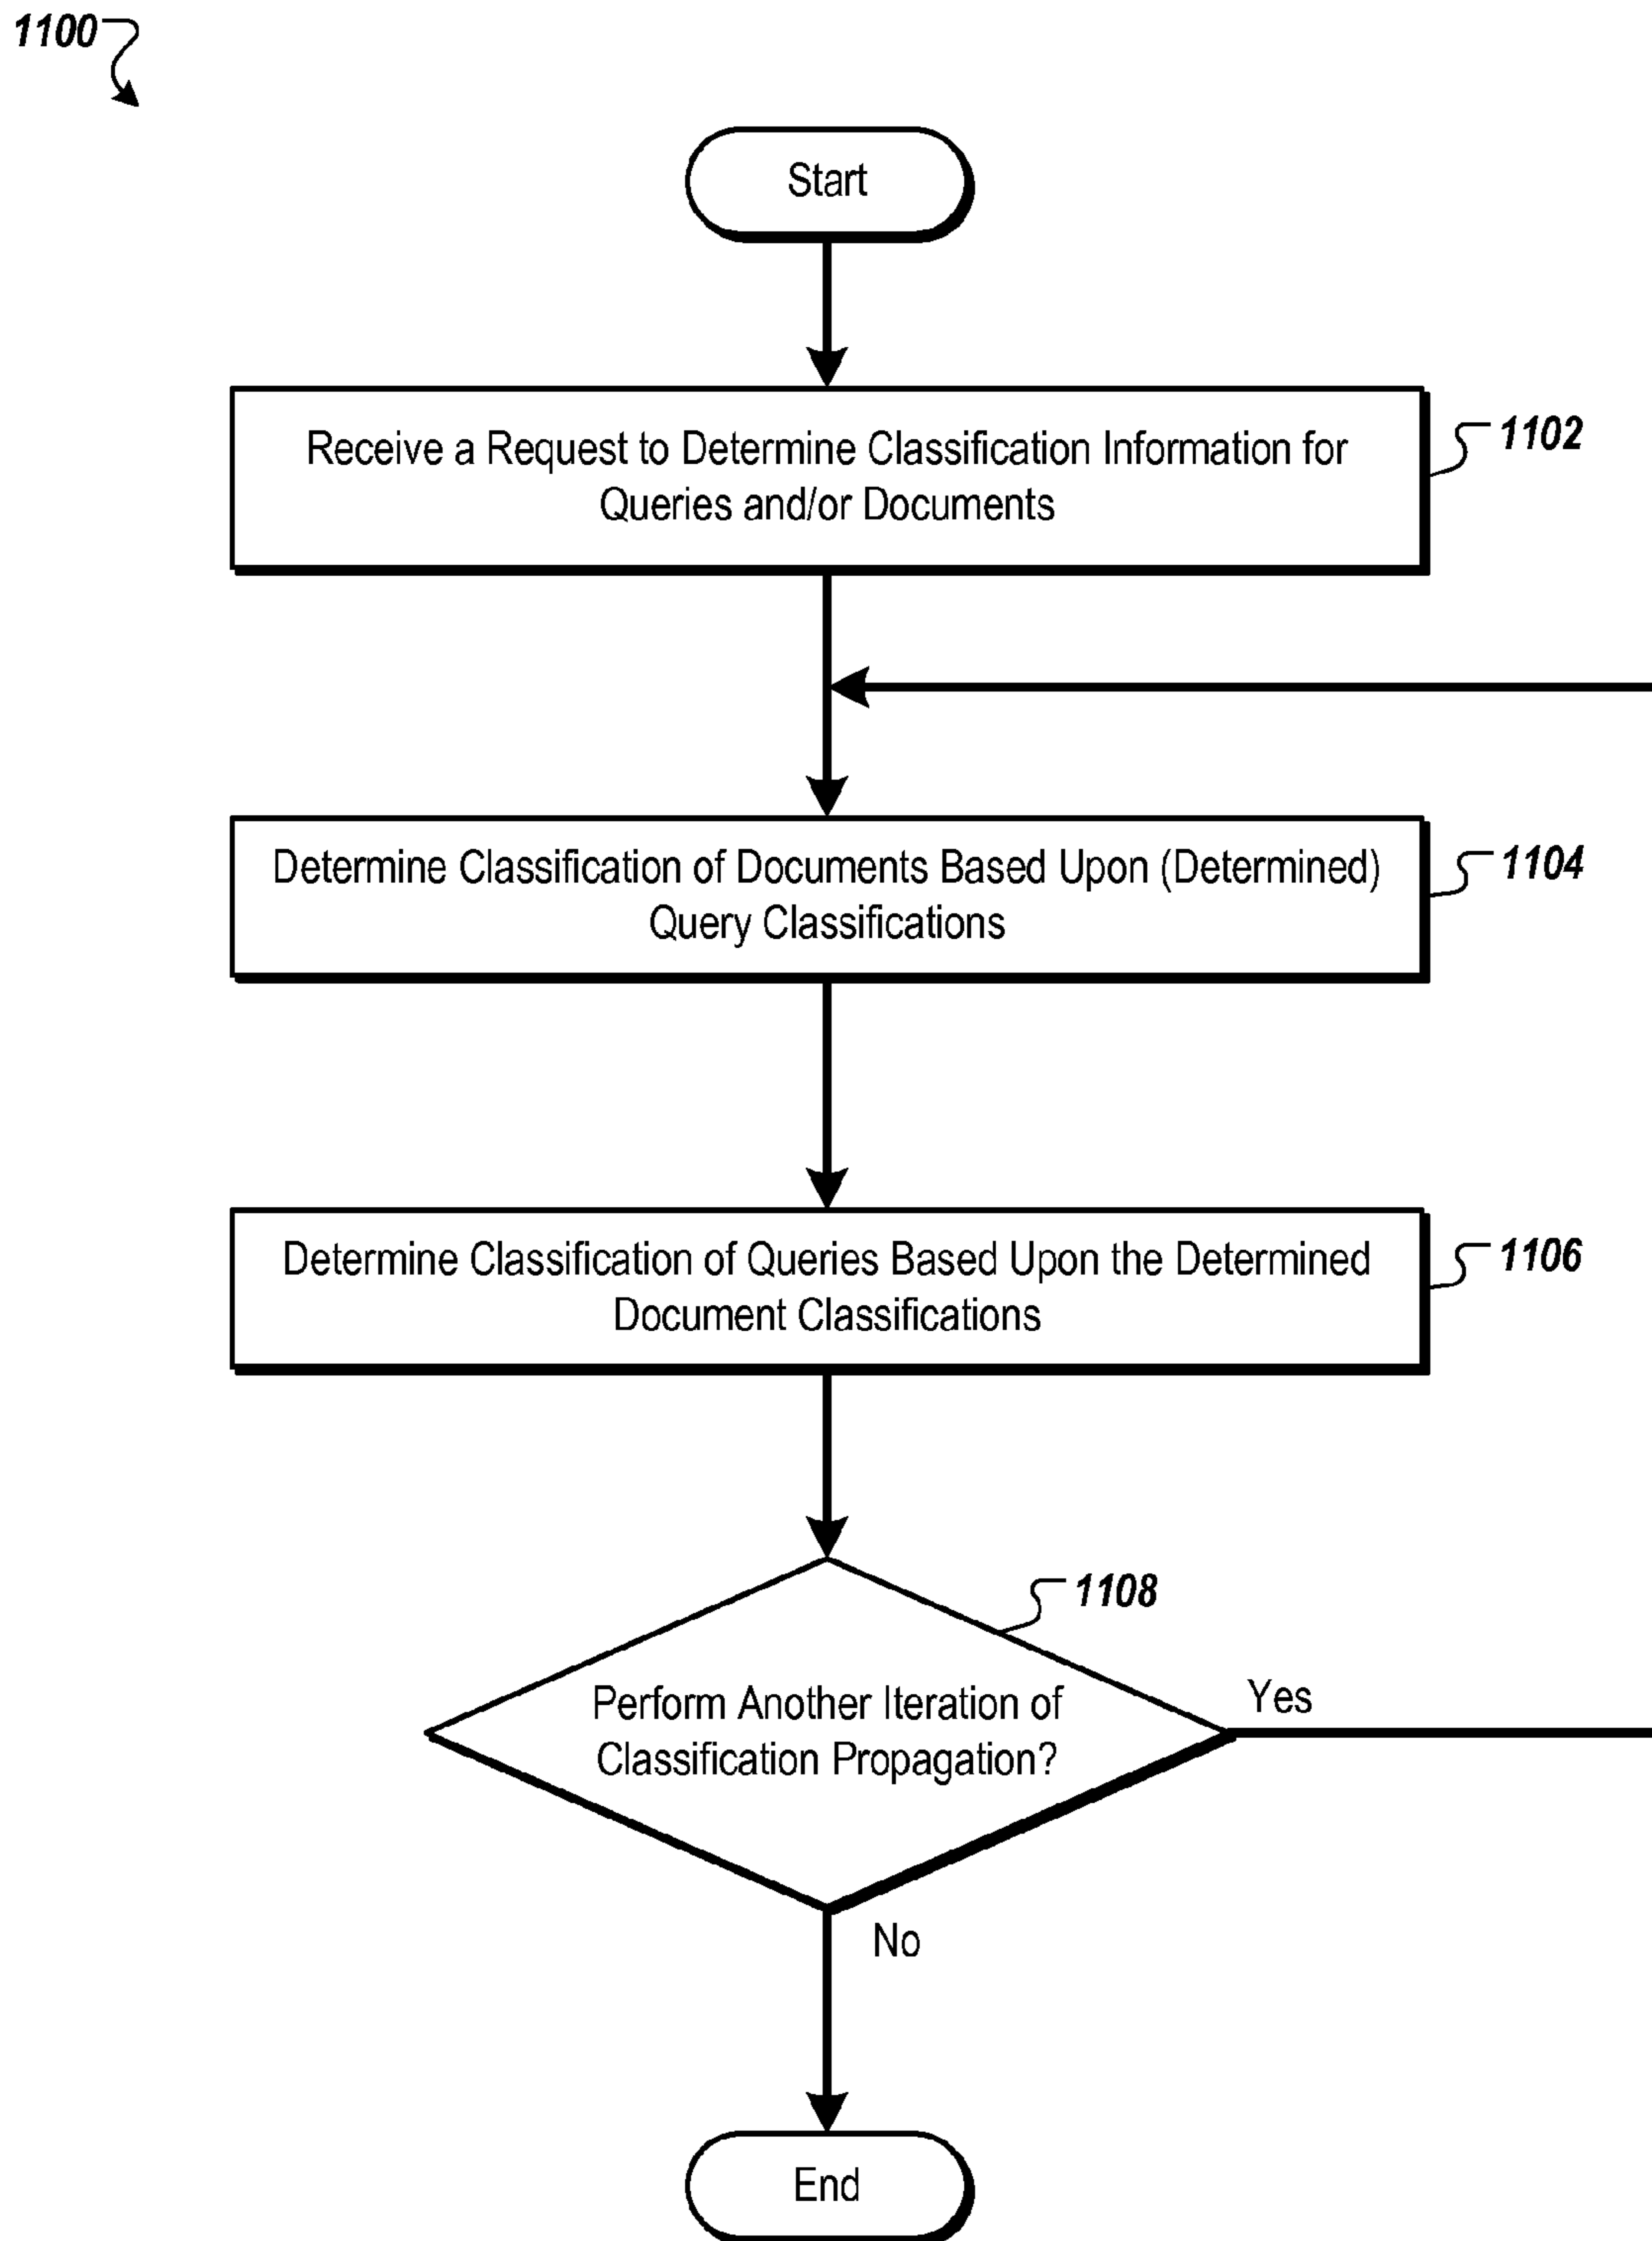 1100
Start
Receive a Request to Determine Classification Information for
Queries and/or Documents
1102
Determine Classification of Documents Based Upon (Determined)
Query Classifications
1104
Determine Classification of Queries Based Upon the Determined
Document Classifications
1106
1108
Perform Another Iteration of
Classification Propagation?
Yes
No
End